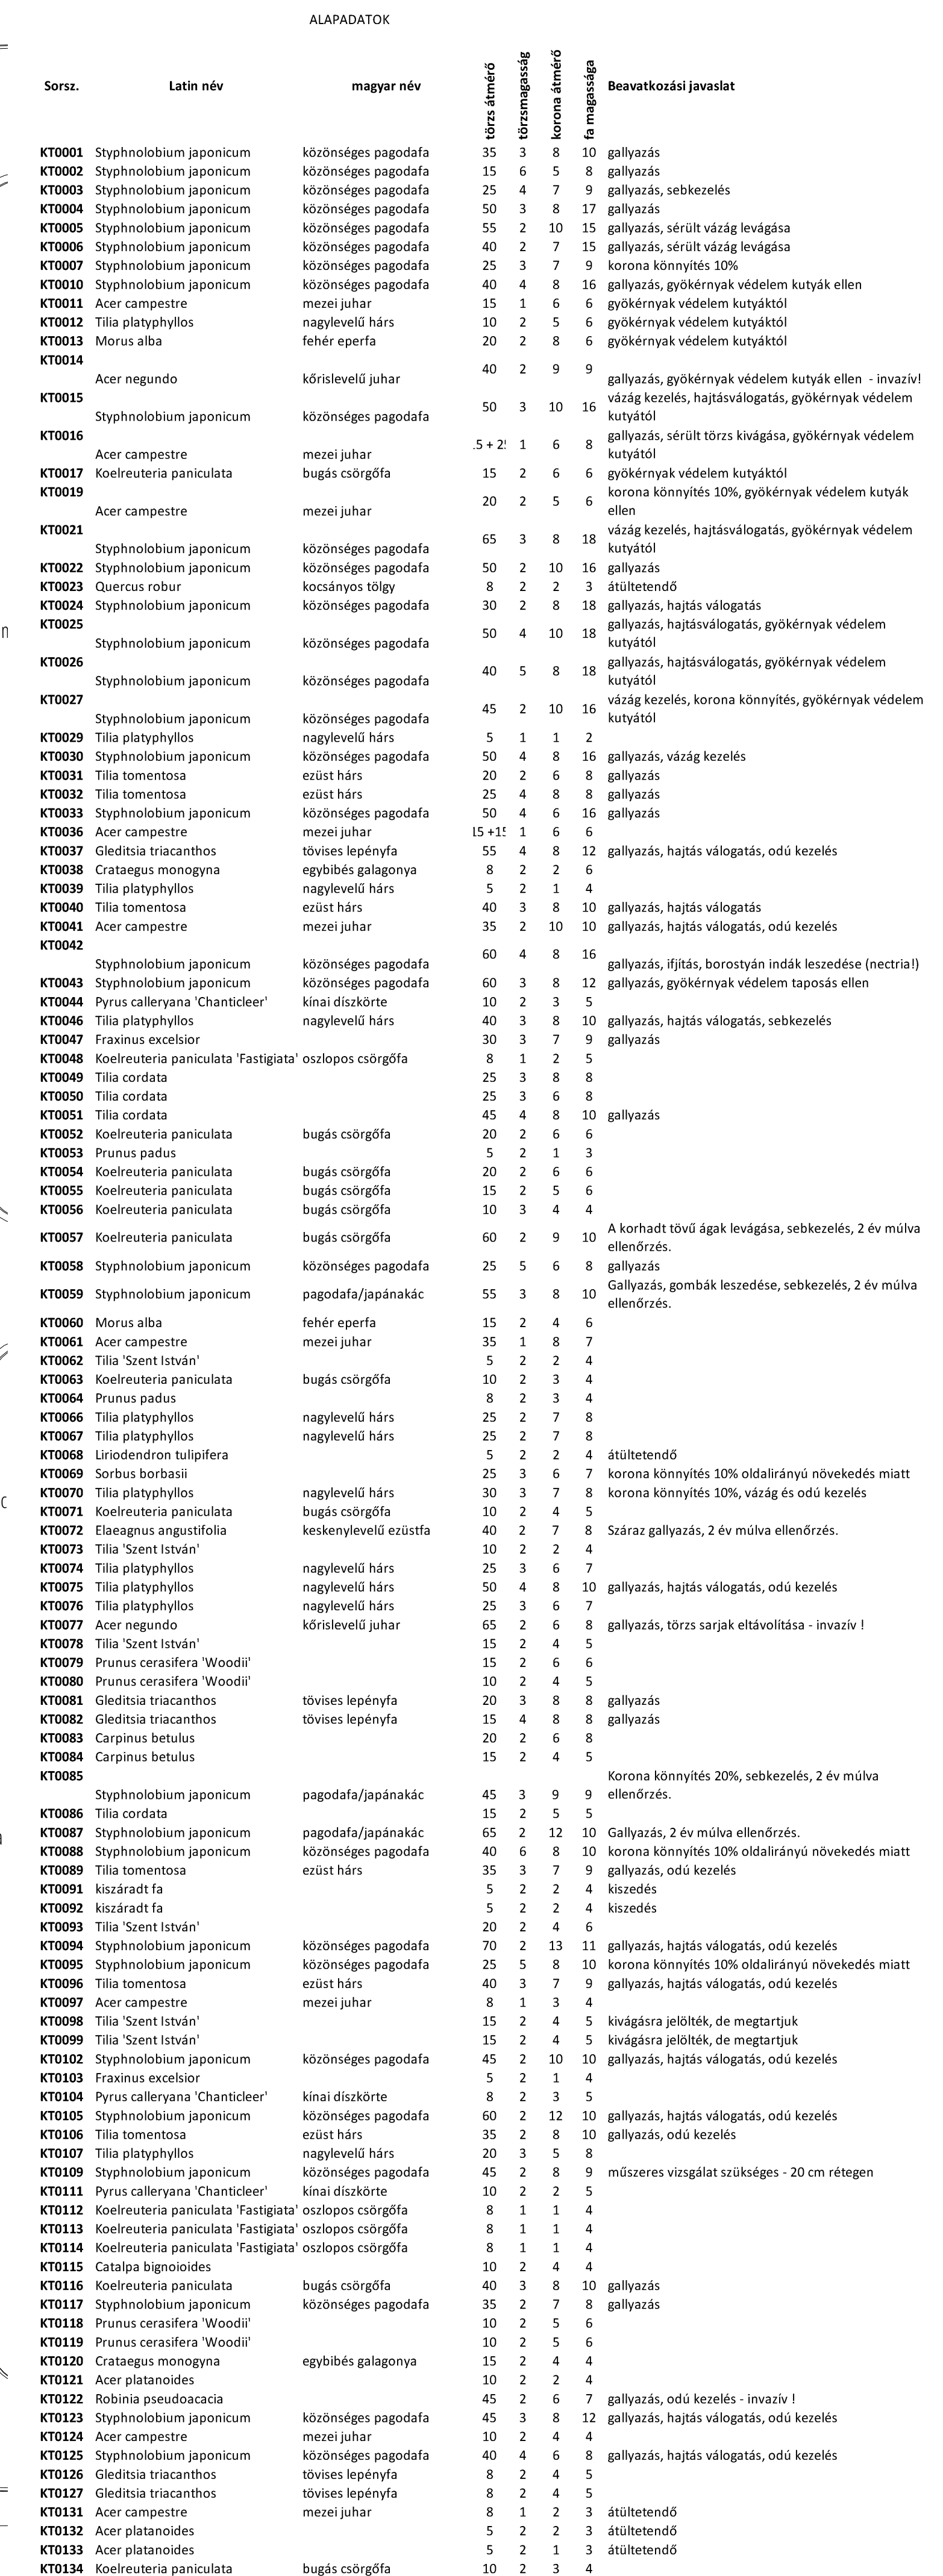 ALAPADATOK
Sorsz. Latin név magyar név törzs átmérő törzsmagasság korona átmérő fa magassága Beavatkozási javaslat
KT0001 Styphnolobium japonicum közönséges pagodafa 35 3 8 10 gallyazás
KT0002 Styphnolobium japonicum közönséges pagodafa 15 6 5 8 gallyazás
KT0003 Styphnolobium japonicum közönséges pagodafa 25 4 7 9 gallyazás, sebkezelés
KT0004 Styphnolobium japonicum közönséges pagodafa 50 3 8 17 gallyazás
KT0005 Styphnolobium japonicum közönséges pagodafa 55 2 10 15 gallyazás, sérült vázág levágása
KT0006 Styphnolobium japonicum közönséges pagodafa 40 2 7 15 gallyazás, sérült vázág levágása
KT0007 Styphnolobium japonicum közönséges pagodafa 25 3 7 9 korona könnyítés 10%
KT0010 Styphnolobium japonicum közönséges pagodafa 40 4 8 16 gallyazás, gyökérnyak védelem kutyák ellen
KT0011 Acer campestre mezei juhar 15 1 6 6 gyökérnyak védelem kutyáktól
KT0012 Tilia platyphyllos nagylevelű hárs 10 2 5 6 gyökérnyak védelem kutyáktól
KT0013 Morus alba fehér eperfa 20 2 8 6 gyökérnyak védelem kutyáktól
KT0014 Acer negundo kőrislevelű juhar 40 2 9 9 gallyazás, gyökérnyak védelem kutyák ellen - invazív!
KT0015 Styphnolobium japonicum közönséges pagodafa 50 3 10 16 vázág kezelés, hajtásválogatás, gyökérnyak védelem
kutyától
KT0016 Acer campestre mezei juhar .5 + 2 1 6 8 gallyazás, sérült törzs kivágása, gyökérnyak védelem
kutyától
KT0017 Koelreuteria paniculata bugás csörgőfa 15 2 6 6 gyökérnyak védelem kutyáktól
KT0019 Acer campestre mezei juhar 20 2 5 6 korona könnyítés 10%, gyökérnyak védelem kutyák
ellen
KT0021 Styphnolobium japonicum közönséges pagodafa 65 3 8 18 vázág kezelés, hajtásválogatás, gyökérnyak védelem
kutyától
KT0022 Styphnolobium japonicum közönséges pagodafa 50 2 10 16 gallyazás
KT0023 Quercus robur kocsányos tölgy 8 2 2 3 átültetendő
KT0024 Styphnolobium japonicum közönséges pagodafa 30 2 8 18 gallyazás, hajtás válogatás
KT0025 Styphnolobium japonicum közönséges pagodafa 50 4 10 18 gallyazás, hajtásválogatás, gyökérnyak védelem
kutyától
KT0026 Styphnolobium japonicum közönséges pagodafa 40 5 8 18 gallyazás, hajtásválogatás, gyökérnyak védelem
kutyától
KT0027 Styphnolobium japonicum közönséges pagodafa 45 2 10 16 vázág kezelés, korona könnyítés, gyökérnyak védelem
kutyától
KT0029 Tilia platyphyllos nagylevelű hárs 5 1 1 2
KT0030 Styphnolobium japonicum közönséges pagodafa 50 4 8 16 gallyazás, vázág kezelés
KT0031 Tilia tomentosa ezüst hárs 20 2 6 8 gallyazás
KT0032 Tilia tomentosa ezüst hárs 25 4 8 8 gallyazás
KT0033 Styphnolobium japonicum közönséges pagodafa 50 4 6 16 gallyazás
KT0036 Acer campestre mezei juhar 15 +15 1 6 6
KT0037 Gleditsia triacanthos tövises lepényfa 55 4 8 12 gallyazás, hajtás válogatás, odú kezelés
KT0038 Crataegus monogyna egybibés galagonya 8 2 2 6
KT0039 Tilia platyphyllos nagylevelű hárs 5 2 1 4
KT0040 Tilia tomentosa ezüst hárs 40 3 8 10 gallyazás, hajtás válogatás
KT0041 Acer campestre mezei juhar 35 2 10 10 gallyazás, hajtás válogatás, odú kezelés
KT0042 Styphnolobium japonicum közönséges pagodafa 60 4 8 16 gallyazás, ifjítás, borostyán indák leszedése (nectria!)
KT0043 Styphnolobium japonicum közönséges pagodafa 60 3 8 12 gallyazás, gyökérnyak védelem taposás ellen
KT0044 Pyrus calleryana 'Chanticleer' kínai díszkörte 10 2 3 5
KT0046 Tilia platyphyllos nagylevelű hárs 40 3 8 10 gallyazás, hajtás válogatás, sebkezelés
KT0047 Fraxinus excelsior 30 3 7 9 gallyazás
KT0048 Koelreuteria paniculata 'Fastigiata' oszlopos csörgőfa 8 1 2 5
KT0049 Tilia cordata 25 3 8 8
KT0050 Tilia cordata 25 3 6 8
KT0051 Tilia cordata 45 4 8 10 gallyazás
KT0052 Koelreuteria paniculata bugás csörgőfa 20 2 6 6
KT0053 Prunus padus 5 2 1 3
KT0054 Koelreuteria paniculata bugás csörgőfa 20 2 6 6
KT0055 Koelreuteria paniculata bugás csörgőfa 15 2 5 6
KT0056 Koelreuteria paniculata bugás csörgőfa 10 3 4 4
KT0057 Koelreuteria paniculata bugás csörgőfa 60 2 9 10 A korhadt tövű ágak levágása, sebkezelés, 2 év múlva
ellenőrzés.
KT0058 Styphnolobium japonicum közönséges pagodafa 25 5 6 8 gallyazás
KT0059 Styphnolobium japonicum pagodafa/japánakác 55 3 8 10 Gallyazás, gombák leszedése, sebkezelés, 2 év múlva
ellenőrzés.
KT0060 Morus alba fehér eperfa 15 2 4 6
KT0061 Acer campestre mezei juhar 35 1 8 7
KT0062 Tilia 'Szent István' 5 2 2 4
KT0063 Koelreuteria paniculata bugás csörgőfa 10 2 3 4
KT0064 Prunus padus 8 2 3 4
KT0066 Tilia platyphyllos nagylevelű hárs 25 2 7 8
KT0067 Tilia platyphyllos nagylevelű hárs 25 2 7 8
KT0068 Liriodendron tulipifera 5 2 2 4 átültetendő
KT0069 Sorbus borbasii 25 3 6 7 korona könnyítés 10% oldalirányú növekedés miatt
KT0070 Tilia platyphyllos nagylevelű hárs 30 3 7 8 korona könnyítés 10%, vázág és odú kezelés
KT0071 Koelreuteria paniculata bugás csörgőfa 10 2 4 5
KT0072 Elaeagnus angustifolia keskenylevelű ezüstfa 40 2 7 8 Száraz gallyazás, 2 év múlva ellenőrzés.
KT0073 Tilia 'Szent István' 10 2 2 4
KT0074 Tilia platyphyllos nagylevelű hárs 25 3 6 7
KT0075 Tilia platyphyllos nagylevelű hárs 50 4 8 10 gallyazás, hajtás válogatás, odú kezelés
KT0076 Tilia platyphyllos nagylevelű hárs 25 3 6 7
KT0077 Acer negundo kőrislevelű juhar 65 2 6 8 gallyazás, törzs sarjak eltávolítása - invazív !
KT0078 Tilia 'Szent István' 15 2 4 5
KT0079 Prunus cerasifera 'Woodii' 15 2 6 6
KT0080 Prunus cerasifera 'Woodii' 10 2 4 5
KT0081 Gleditsia triacanthos tövises lepényfa 20 3 8 8 gallyazás
KT0082 Gleditsia triacanthos tövises lepényfa 15 4 8 8 gallyazás
KT0083 Carpinus betulus 20 2 6 8
KT0084 Carpinus betulus 15 2 4 5
KT0085 Styphnolobium japonicum pagodafa/japánakác 45 3 9 9 Korona könnyítés 20%, sebkezelés, 2 év múlva
ellenőrzés.
KT0086 Tilia cordata 15 2 5 5
KT0087 Styphnolobium japonicum pagodafa/japánakác 65 2 12 10 Gallyazás, 2 év múlva ellenőrzés.
KT0088 Styphnolobium japonicum közönséges pagodafa 40 6 8 10 korona könnyítés 10% oldalirányú növekedés miatt
KT0089 Tilia tomentosa ezüst hárs 35 3 7 9 gallyazás, odú kezelés
KT0091 kiszáradt fa 5 2 2 4 kiszedés
KT0092 kiszáradt fa 5 2 2 4 kiszedés
KT0093 Tilia 'Szent István' 20 2 4 6
KT0094 Styphnolobium japonicum közönséges pagodafa 70 2 13 11 gallyazás, hajtás válogatás, odú kezelés
KT0095 Styphnolobium japonicum közönséges pagodafa 25 5 8 10 korona könnyítés 10% oldalirányú növekedés miatt
KT0096 Tilia tomentosa ezüst hárs 40 3 7 9 gallyazás, hajtás válogatás, odú kezelés
KT0097 Acer campestre mezei juhar 8 1 3 4
KT0098 Tilia 'Szent István' 15 2 4 5 kivágásra jelölték, de megtartjuk
KT0099 Tilia 'Szent István' 15 2 4 5 kivágásra jelölték, de megtartjuk
KT0102 Styphnolobium japonicum közönséges pagodafa 45 2 10 10 gallyazás, hajtás válogatás, odú kezelés
KT0103 Fraxinus excelsior 5 2 1 4
KT0104 Pyrus calleryana 'Chanticleer' kínai díszkörte 8 2 3 5
KT0105 Styphnolobium japonicum közönséges pagodafa 60 2 12 10 gallyazás, hajtás válogatás, odú kezelés
KT0106 Tilia tomentosa ezüst hárs 35 2 8 10 gallyazás, odú kezelés
KT0107 Tilia platyphyllos nagylevelű hárs 20 3 5 8
KT0109 Styphnolobium japonicum közönséges pagodafa 45 2 8 9 műszeres vizsgálat szükséges - 20 cm rétegen
KT0111 Pyrus calleryana 'Chanticleer' kínai díszkörte 10 2 2 5
KT0112 Koelreuteria paniculata 'Fastigiata' oszlopos csörgőfa 8 1 1 4
KT0113 Koelreuteria paniculata 'Fastigiata' oszlopos csörgőfa 8 1 1 4
KT0114 Koelreuteria paniculata 'Fastigiata' oszlopos csörgőfa 8 1 1 4
KT0115 Catalpa bignoioides 10 2 4 4
KT0116 Koelreuteria paniculata bugás csörgőfa 40 3 8 10 gallyazás
KT0117 Styphnolobium japonicum közönséges pagodafa 35 2 7 8 gallyazás
KT0118 Prunus cerasifera 'Woodii' 10 2 5 6
KT0119 Prunus cerasifera 'Woodii' 10 2 5 6
KT0120 Crataegus monogyna egybibés galagonya 15 2 4 4
KT0121 Acer platanoides 10 2 2 4
KT0122 Robinia pseudoacacia 45 2 6 7 gallyazás, odú kezelés - invazív !
KT0123 Styphnolobium japonicum közönséges pagodafa 45 3 8 12 gallyazás, hajtás válogatás, odú kezelés
KT0124 Acer campestre mezei juhar 10 2 4 4
KT0125 Styphnolobium japonicum közönséges pagodafa 40 4 6 8 gallyazás, hajtás válogatás, odú kezelés
KT0126 Gleditsia triacanthos tövises lepényfa 8 2 4 5
KT0127 Gleditsia triacanthos tövises lepényfa 8 2 4 5
KT0131 Acer campestre mezei juhar 8 1 2 3 átültetendő
KT0132 Acer platanoides 5 2 2 3 átültetendő
KT0133 Acer platanoides 5 2 1 3 átültetendő
KT0134 Koelreuteria paniculata bugás csörgőfa 10 2 3 4